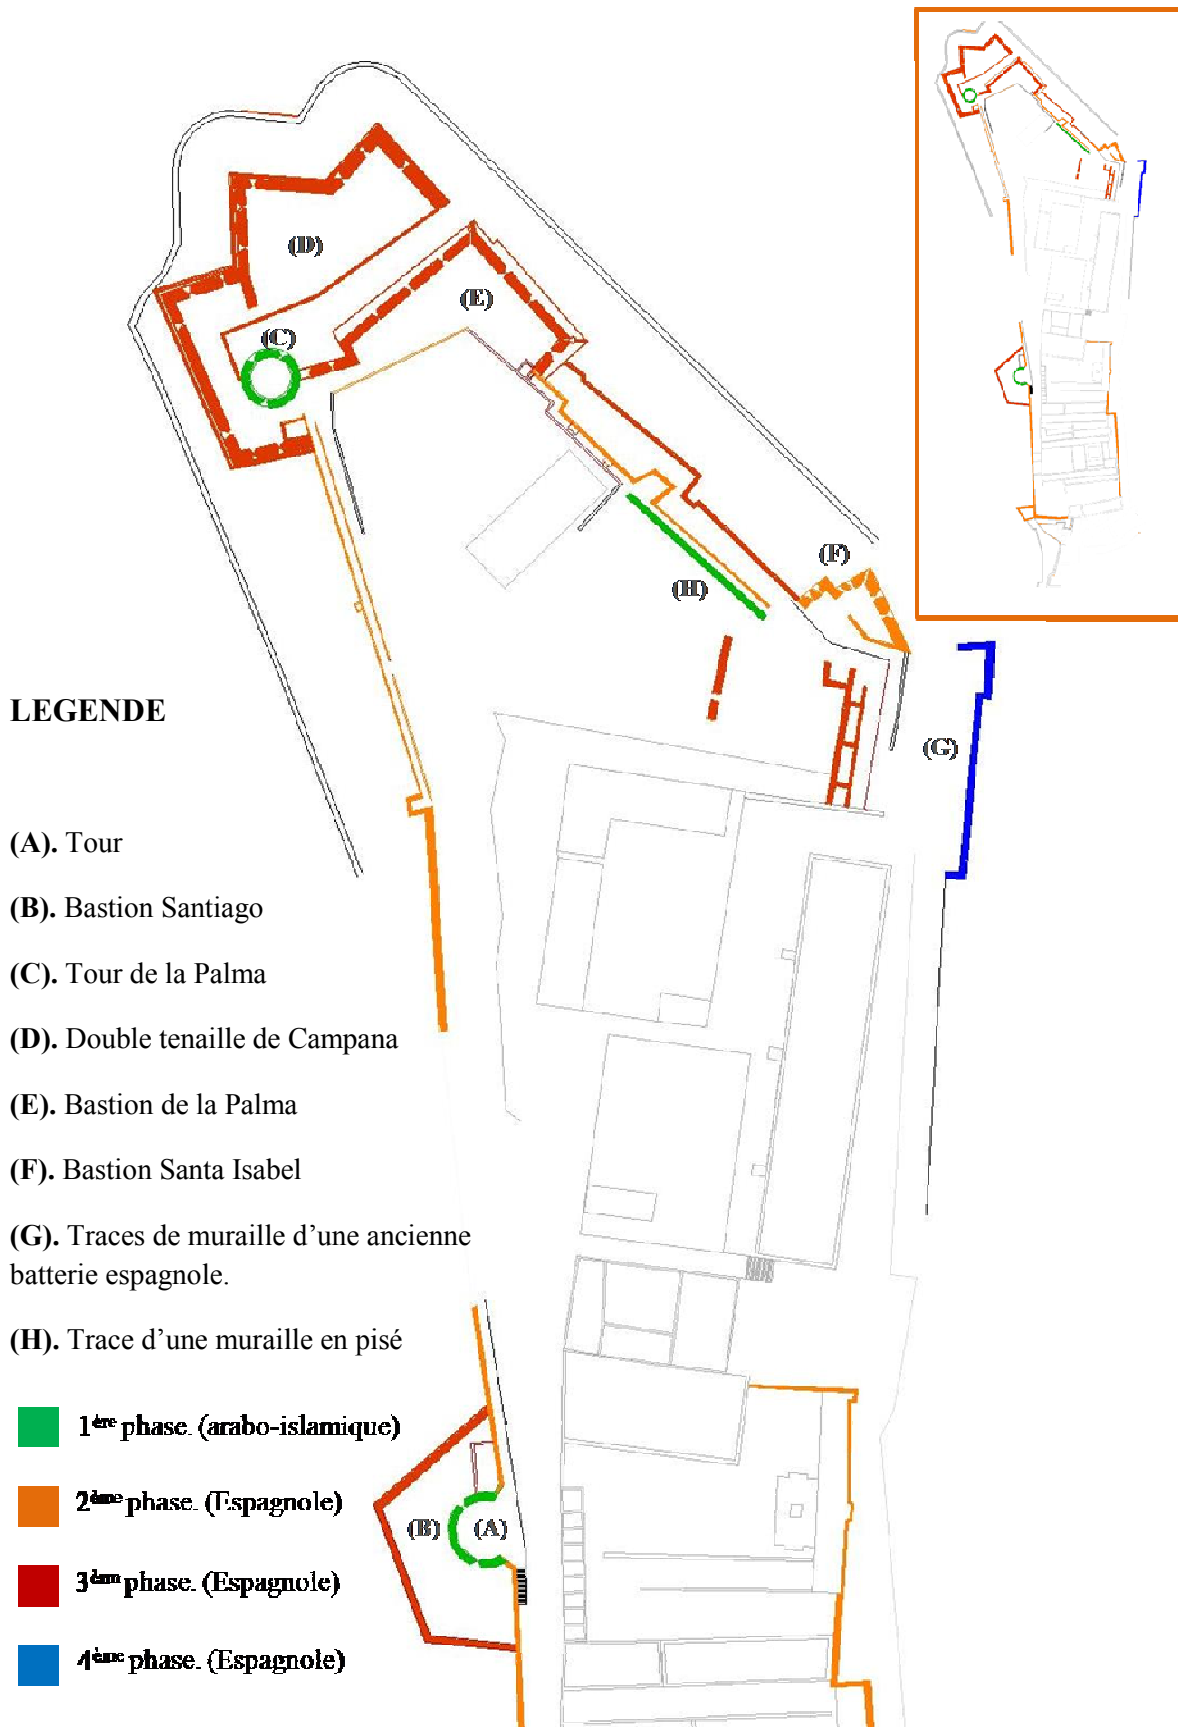 (D)
(E)
(C)
(F)
(H)
(G)
LEGENDE
(A). Tour
(B). Bastion Santiago
(C). Tour de la Palma
(D). Double tenaille de Campana
(E). Bastion de la Palma
(F). Bastion Santa Isabel
(G). Traces de muraille d’une ancienne
batterie espagnole.
(H). Trace d’une muraille en pisé
1ère phase. (arabo-islamique)
2ème phase. (Espagnole)
3ème phase. (Espagnole)
4ème phase. (Espagnole)
(B)
(A)